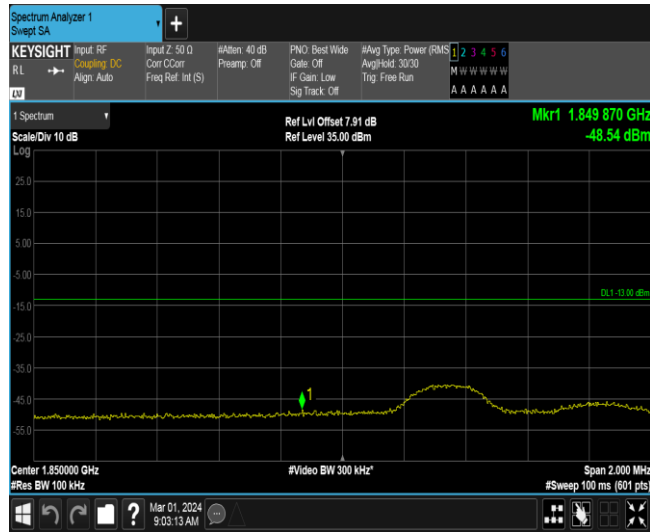 Spectrum Analyzer 1
Swept SA
KEYSIGHT
RL
LXI
Input: RF
Coupling: DC
Align: Auto
Input Z: 50 Ω
Corr CCorr
Freq Ref: Int (S)
#Atten: 40 dB
Preamp: Off
PNO: Best Wide
Gate: Off
IF Gain: Low
Sig Track: Off
#Avg Type: Power (RMS
Avg|Hold: 30/30
Trig: Free Run
1 2 3 4 5 6
M W W W W W
A A A A A A
1 Spectrum
Scale/Div 10 dB
Log
Ref Lvl Offset 7.91 dB
Ref Level 35.00 dBm
Mkr1 1.849 870 GHz
-48.54 dBm
25.0
15.0
5.00
-5.00
DL1 -13.00 dBm
-15.0
-25.0
-35.0
-45.0
1
-55.0
Center 1.850000 GHz
#Res BW 100 kHz
#Video BW 300 kHz*
Span 2.000 MHz
#Sweep 100 ms (601 pts)
?
Mar 01, 2024
9:03:13 AM